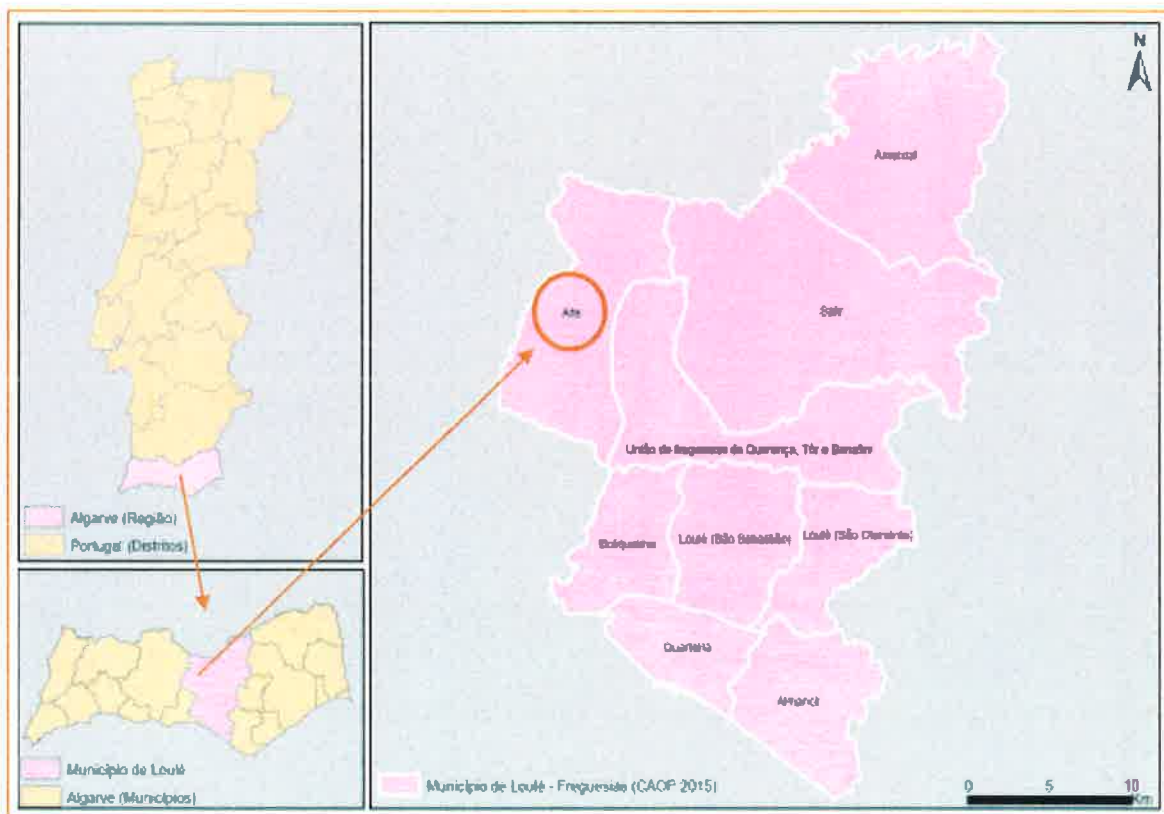 Algarve (Região)
Portugal (Distritos)
Município de Loulé
Algarve (Municípios)
N
Ameixial
Alte
Salir
União de freguesias de Querença, Tôr e Benafim
Boliqueime
Loulé (São Sebastião)
Loulé (São Clemente)
Quarteira
Almancil
Município de Loulé - Freguesias (CAOP 2015)
0 5 10
Km